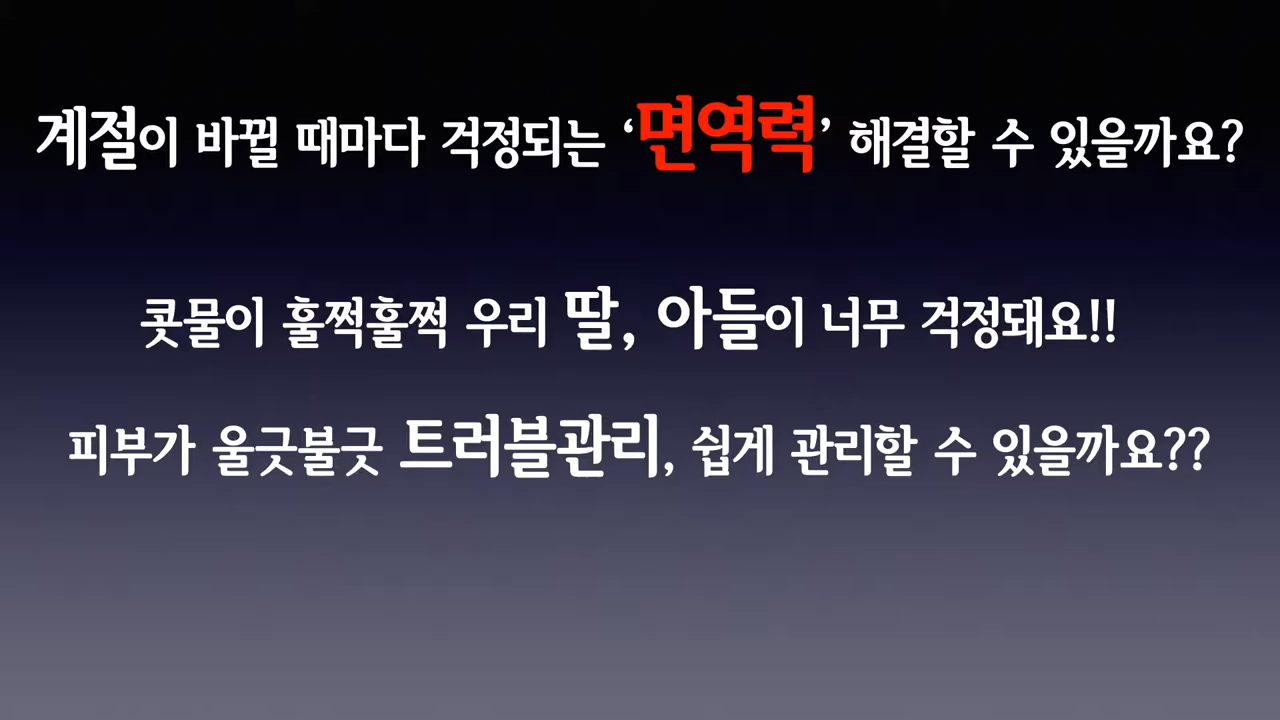 계절이 바뀔 때마다 걱정되는 ‘면역력’ 해결할 수 있을까요?
콧물이 훌쩍훌쩍 우리 딸, 아들이 너무 걱정돼요!!
피부가 울긋불긋 트러블관리, 쉽게 관리할 수 있을까요??